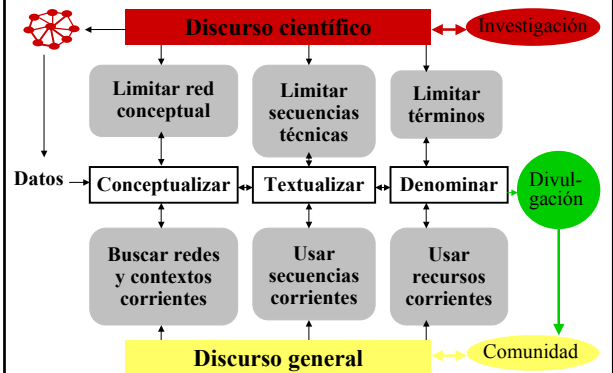 Discurso científico
Investigación
Limitar red
conceptual
Limitar
secuencias
técnicas
Limitar
términos
Datos
Conceptualizar
Textualizar
Denominar
Divul-
gación
Buscar redes
y contextos
corrientes
Usar
secuencias
corrientes
Usar
recursos
corrientes
Discurso general
Comunidad